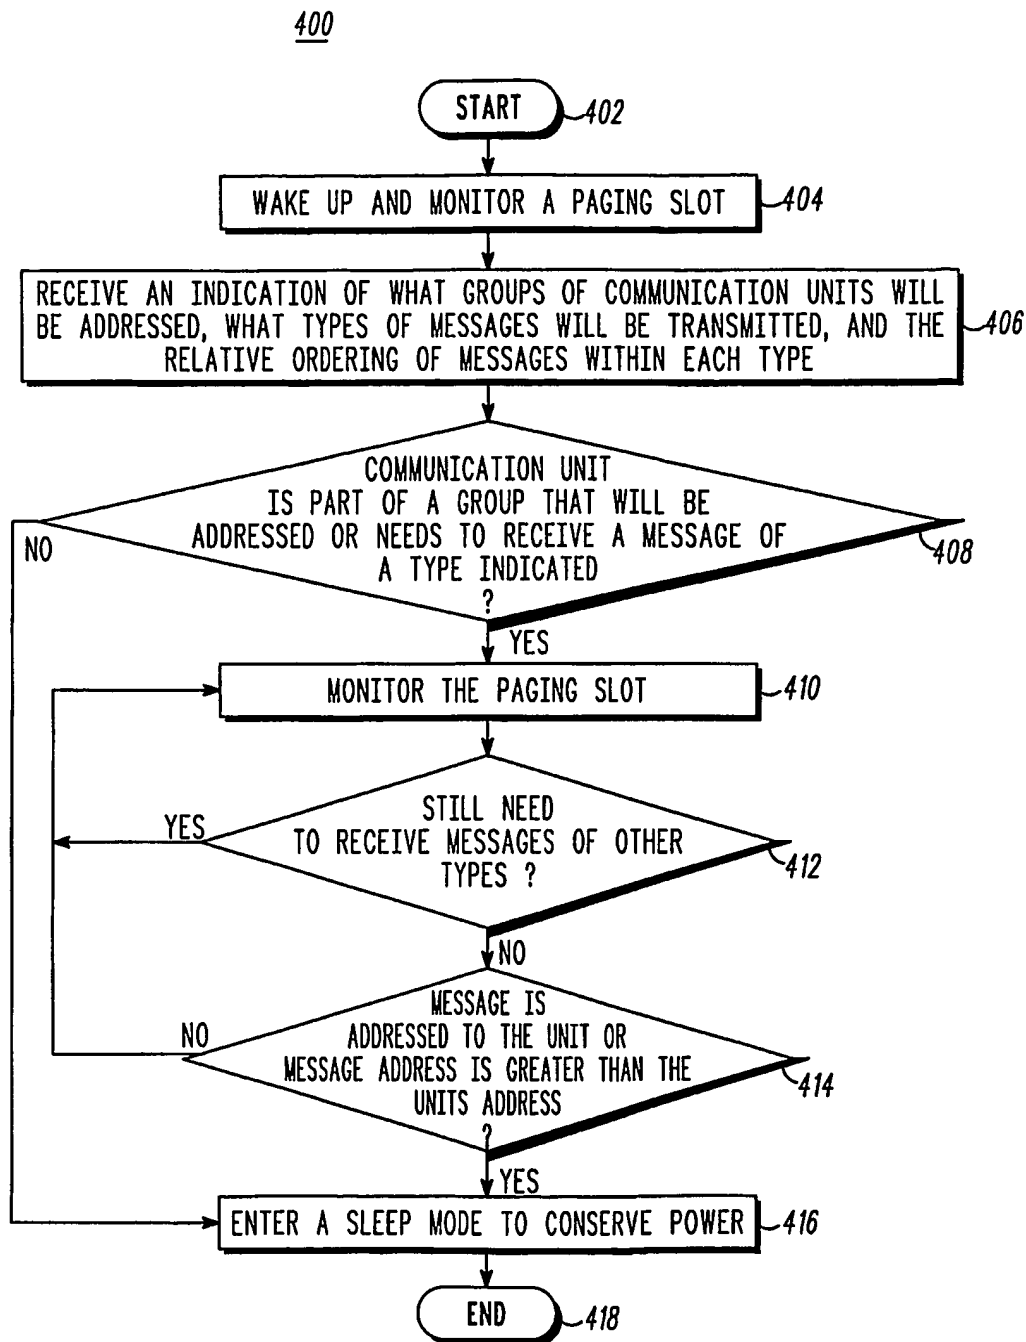 400
START
402
WAKE UP AND MONITOR A PAGING SLOT
404
RECEIVE AN INDICATION OF WHAT GROUPS OF COMMUNICATION UNITS WILL
BE ADDRESSED, WHAT TYPES OF MESSAGES WILL BE TRANSMITTED, AND THE
RELATIVE ORDERING OF MESSAGES WITHIN EACH TYPE
406
COMMUNICATION UNIT
IS PART OF A GROUP THAT WILL BE
ADDRESSED OR NEEDS TO RECEIVE A MESSAGE OF
A TYPE INDICATED
?
408
NO
YES
MONITOR THE PAGING SLOT
410
STILL NEED
TO RECEIVE MESSAGES OF OTHER
TYPES ?
YES
412
NO
MESSAGE IS
ADDRESSED TO THE UNIT OR
MESSAGE ADDRESS IS GREATER THAN THE
UNITS ADDRESS
?
NO
414
YES
ENTER A SLEEP MODE TO CONSERVE POWER
416
END
418